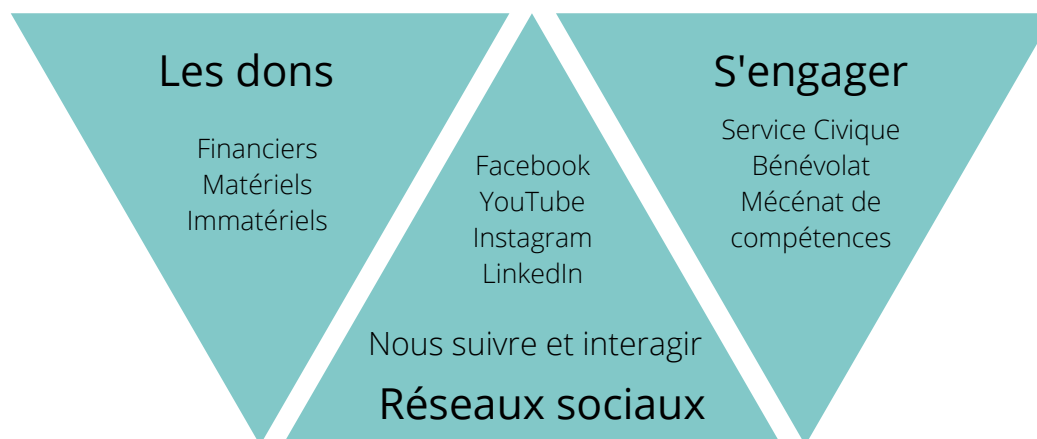 Les dons
Financiers
Matériels
Immatériels
Facebook
YouTube
Instagram
LinkedIn
Nous suivre et interagir
Réseaux sociaux
S'engager
Service Civique
Bénévolat
Mécénat de
compétences